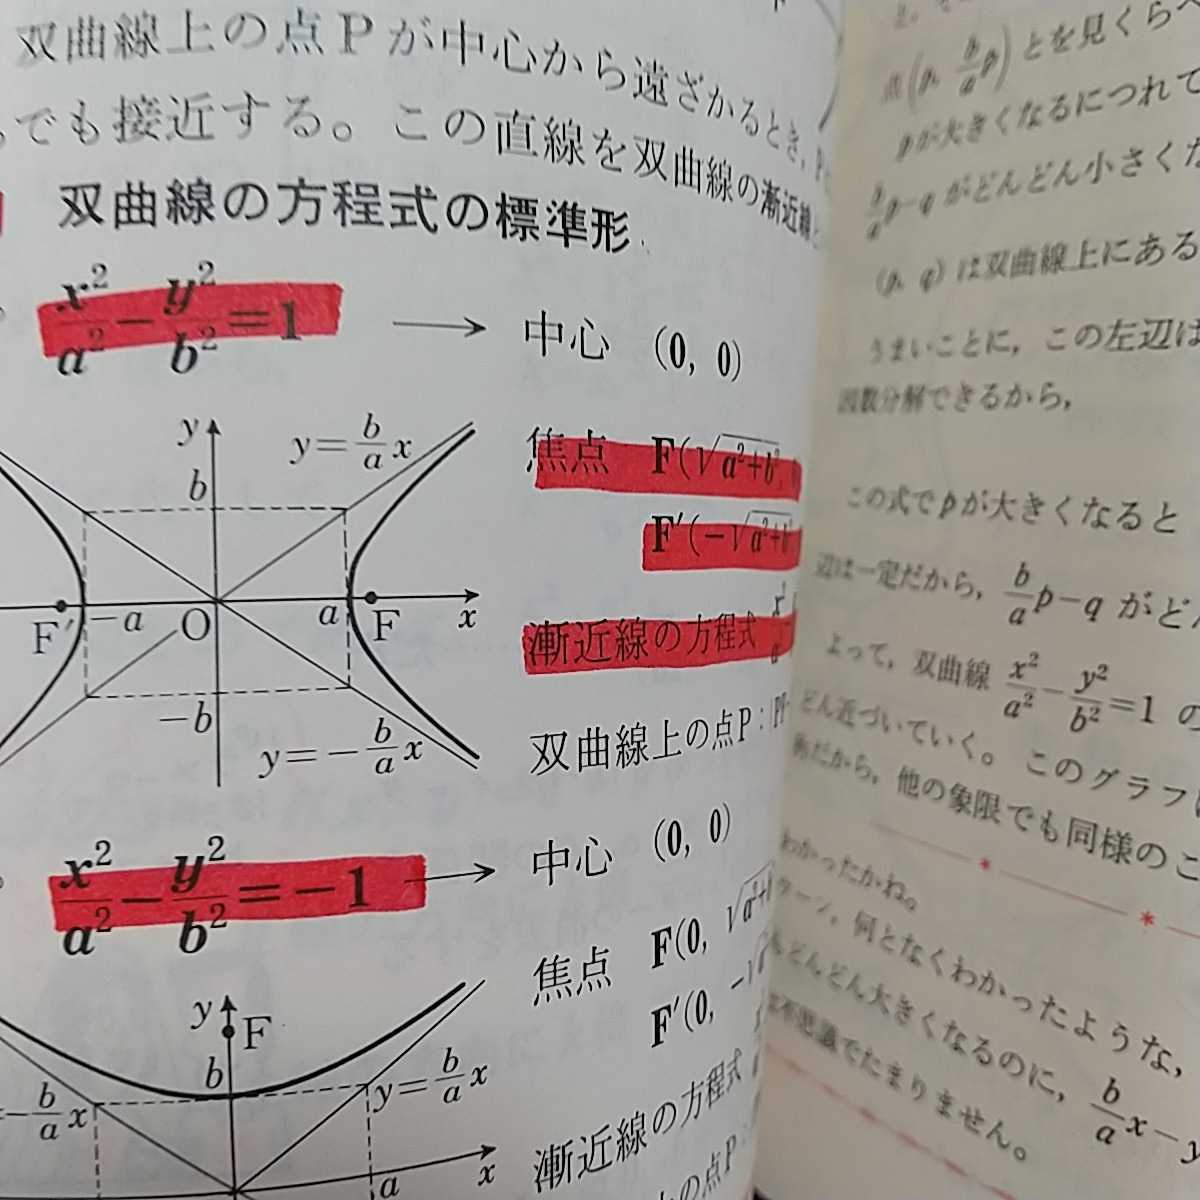 双曲線上の点Pが中心から遠ざかるとき,
でも接近する。この直線を双曲線の漸近線
双曲線の方程式の標準形
x²/a² − y²/b² = 1 → 中心 (0, 0)
焦点 F(√a²+b²,
F′(−√a²+b²
漸近線の方程式 x²
双曲線上の点P:
y
y = b/a x
b
F′ −a O a F x
−b
y = − b/a x
x²/a² − y²/b² = −1 → 中心 (0, 0)
焦点 F(0, √a²+b
F′(0, −√a²
漸近線の方程式
の点P
y
F
b
− b/a x
y = b/a x
x
a
点(p, b/a p)とを見くらべ
pが大きくなるにつれて
b/a p−q がどんどん小さくな
(p, q)は双曲線上にある
うまいことに,この左辺は
因数分解できるから,
この式でpが大きくなると
辺は一定だから, b/a p−q がど
よって,双曲線 x²/a² − y²/b² = 1 の
どん近づいていく。このグラフ
だから,他の象限でも同様のこ
* *
わかったかね。
ターン。何となくわかったような,
どんどん大きくなるのに, b/a x−y
不思議でたまりません。